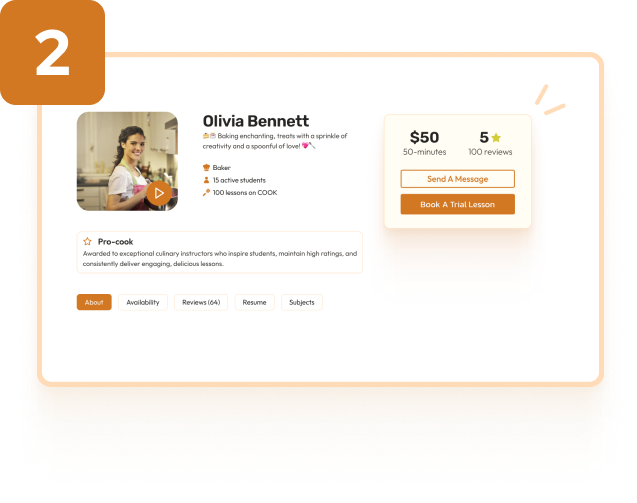 2
Olivia Bennett
Baking enchanting, treats with a sprinkle of
creativity and a spoonful of love!
Baker
15 active students
100 lessons on COOK
$50
50-minutes
5
100 reviews
Send A Message
Book A Trial Lesson
Pro-cook
Awarded to exceptional culinary instructors who inspire students, maintain high ratings, and
consistently deliver engaging, delicious lessons.
About
Availability
Reviews (64)
Resume
Subjects